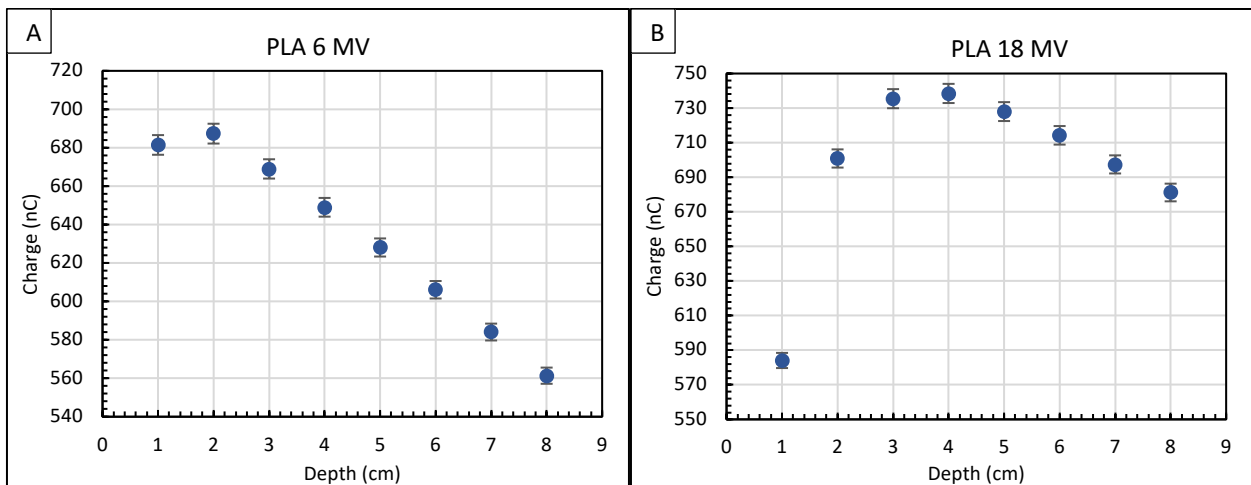 A
PLA 6 MV
720
700
680
660
640
620
600
580
560
540
Charge (nC)
0 1 2 3 4 5 6 7 8 9
Depth (cm)
B
PLA 18 MV
750
730
710
690
670
650
630
610
590
570
550
Charge (nC)
0 1 2 3 4 5 6 7 8 9
Depth (cm)